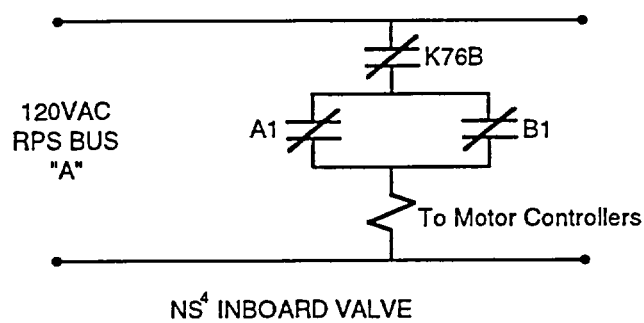 K76B
120VAC
RPS BUS
"A"
A1
B1
To Motor Controllers
NS⁴ INBOARD VALVE